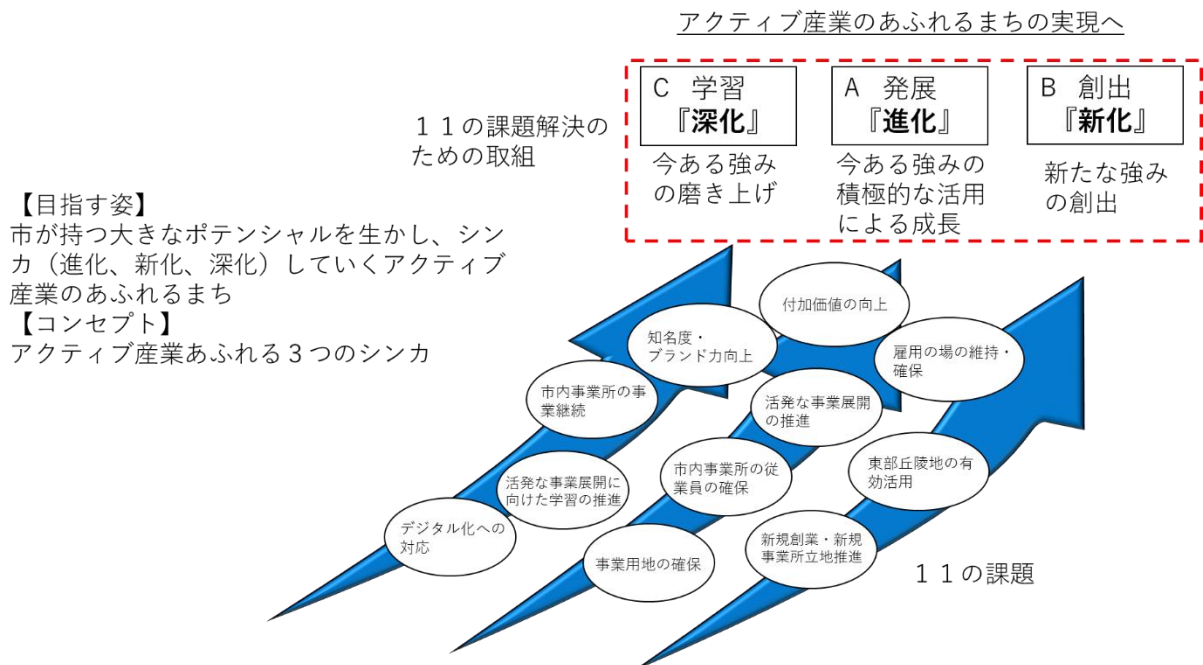 アクティブ産業のあふれるまちの実現へ
C 学習
『深化』
今ある強み
の磨き上げ
A 発展
『進化』
今ある強みの
積極的な活用
による成長
B 創出
『新化』
新たな強み
の創出
１１の課題解決の
ための取組
【目指す姿】
市が持つ大きなポテンシャルを生かし、シン
カ（進化、新化、深化）していくアクティブ
産業のあふれるまち
【コンセプト】
アクティブ産業あふれる３つのシンカ
付加価値の向上
知名度・
ブランド力向上
雇用の場の維持・
確保
市内事業所の事
業継続
活発な事業展開
の推進
活発な事業展開に
向けた学習の推進
市内事業所の従
業員の確保
東部丘陵地の有
効活用
デジタル化への
対応
事業用地の確保
新規創業・新規
事業所立地推進
１１の課題